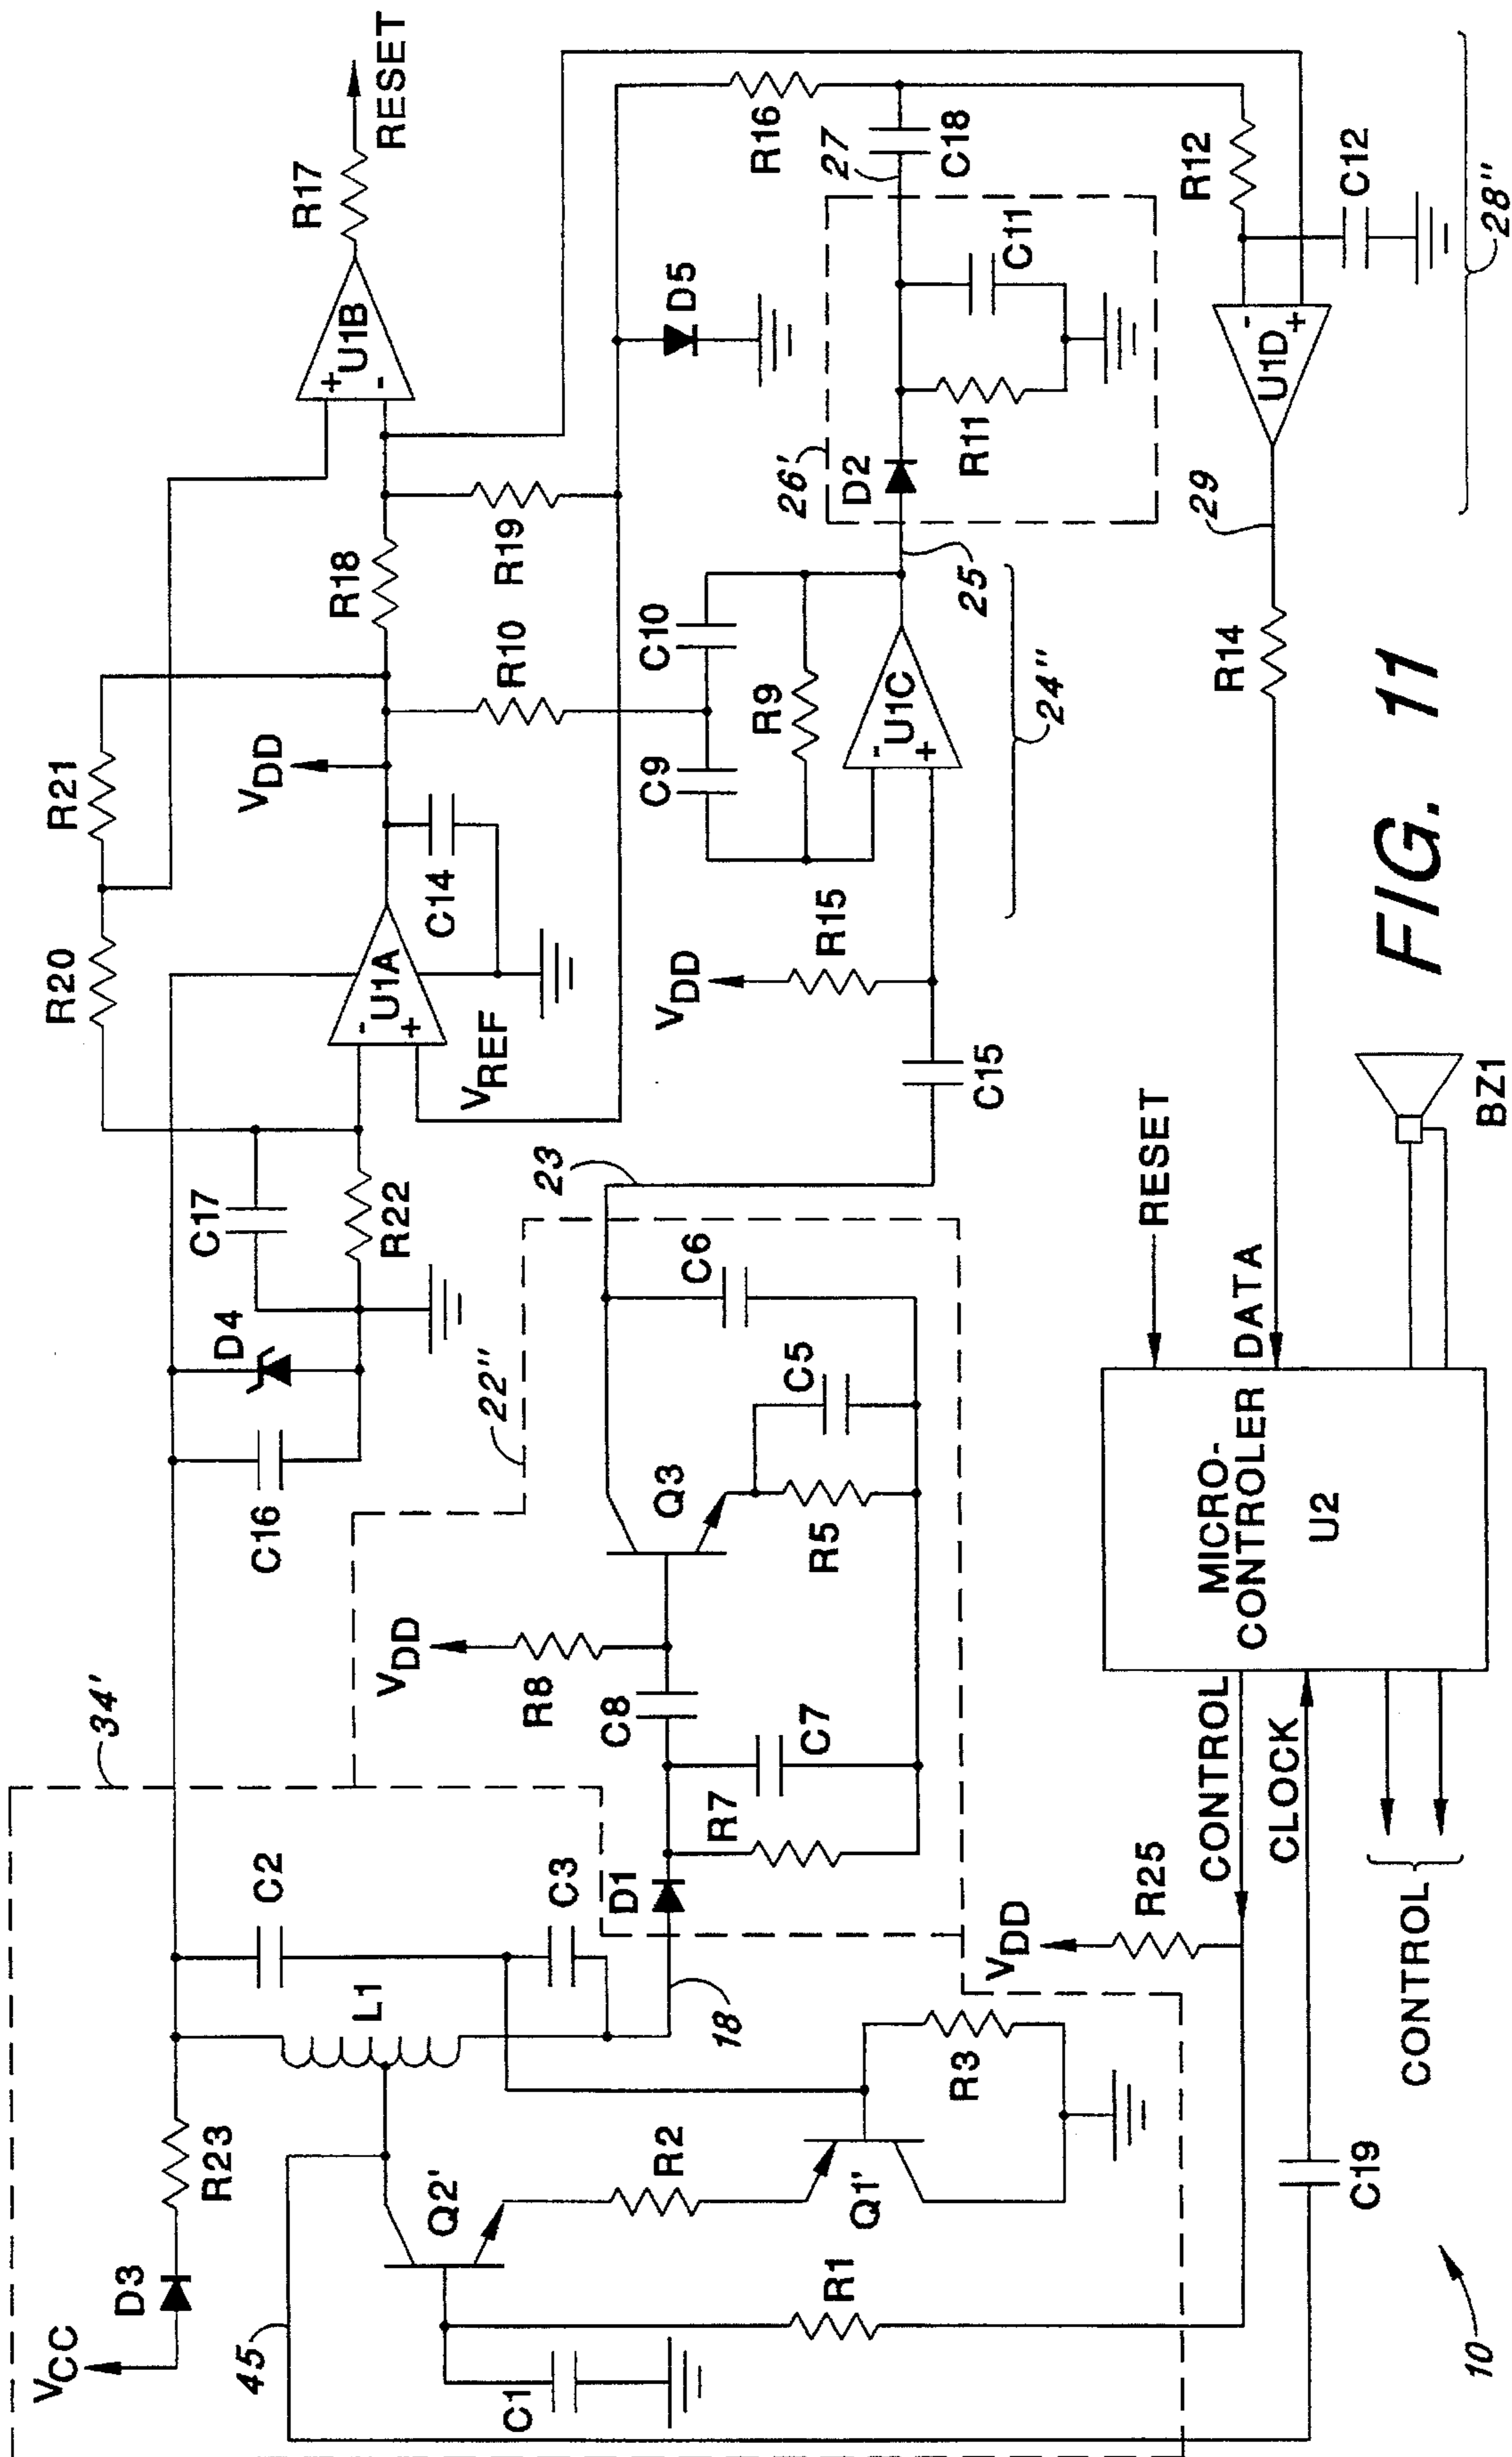 34'
VCC
D3
R23
45
L1
C2
C3
18
Q2'
R2
Q1'
R3
C1
R1
D1
R7
C7
C8
R8
VDD
22"
Q3
R5
C5
C6
23
C16
D4
C17
R22
R20
R21
VREF
-
+
U1A
C14
VDD
R18
R10
R19
+
-
U1B
R17
RESET
D5
VDD
R15
C15
C9
C10
R9
-
+
U1C
24"
25
26'
D2
R11
C11
27
C18
R16
R12
C12
-
+
U1D
28"
29
R14
VDD
R25
CONTROL
CLOCK
CONTROL
C19
MICRO-
CONTROLLER
U2
RESET
DATA
BZ1
10
FIG. 11